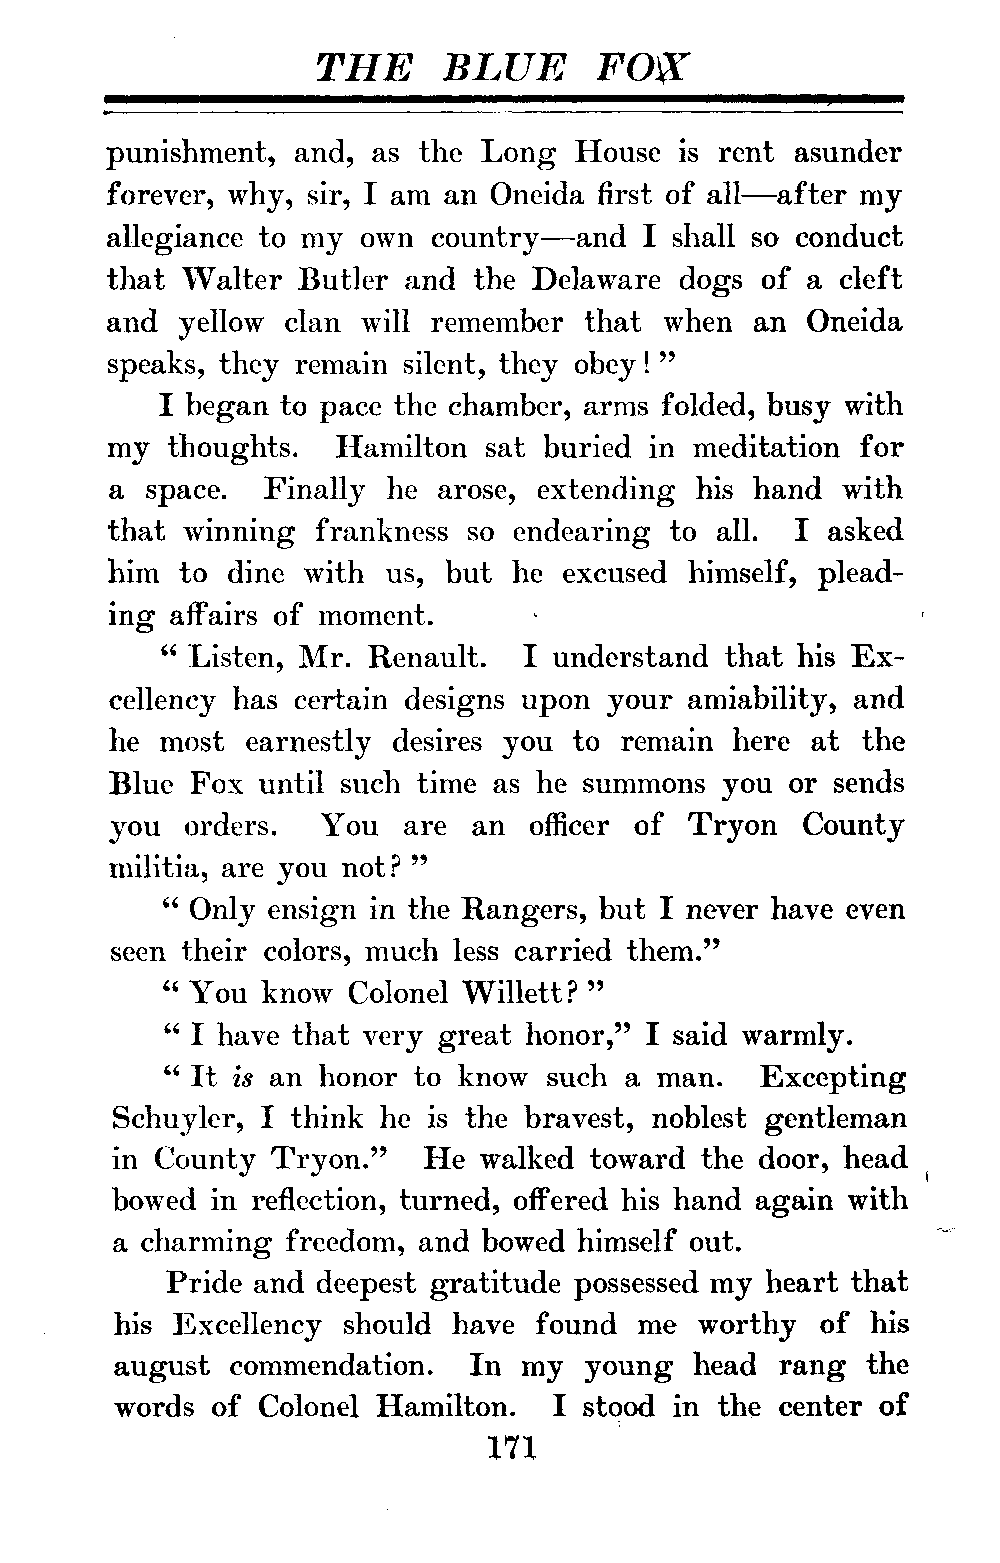 THE BLUE FOX
punishment, and, as the Long House is rent asunder
forever, why, sir, I am an Oneida first of all—after my
allegiance to my own country—and I shall so conduct
that Walter Butler and the Delaware dogs of a cleft
and yellow clan will remember that when an Oneida
speaks, they remain silent, they obey!”
I began to pace the chamber, arms folded, busy with
my thoughts. Hamilton sat buried in meditation for
a space. Finally he arose, extending his hand with
that winning frankness so endearing to all. I asked
him to dine with us, but he excused himself, plead-
ing affairs of moment.
“Listen, Mr. Renault. I understand that his Ex-
cellency has certain designs upon your amiability, and
he most earnestly desires you to remain here at the
Blue Fox until such time as he summons you or sends
you orders. You are an officer of Tryon County
militia, are you not?”
“Only ensign in the Rangers, but I never have even
seen their colors, much less carried them.”
“You know Colonel Willett?”
“I have that very great honor,” I said warmly.
“It is an honor to know such a man. Excepting
Schuyler, I think he is the bravest, noblest gentleman
in County Tryon.” He walked toward the door, head
bowed in reflection, turned, offered his hand again with
a charming freedom, and bowed himself out.
Pride and deepest gratitude possessed my heart that
his Excellency should have found me worthy of his
august commendation. In my young head rang the
words of Colonel Hamilton. I stood in the center of
171